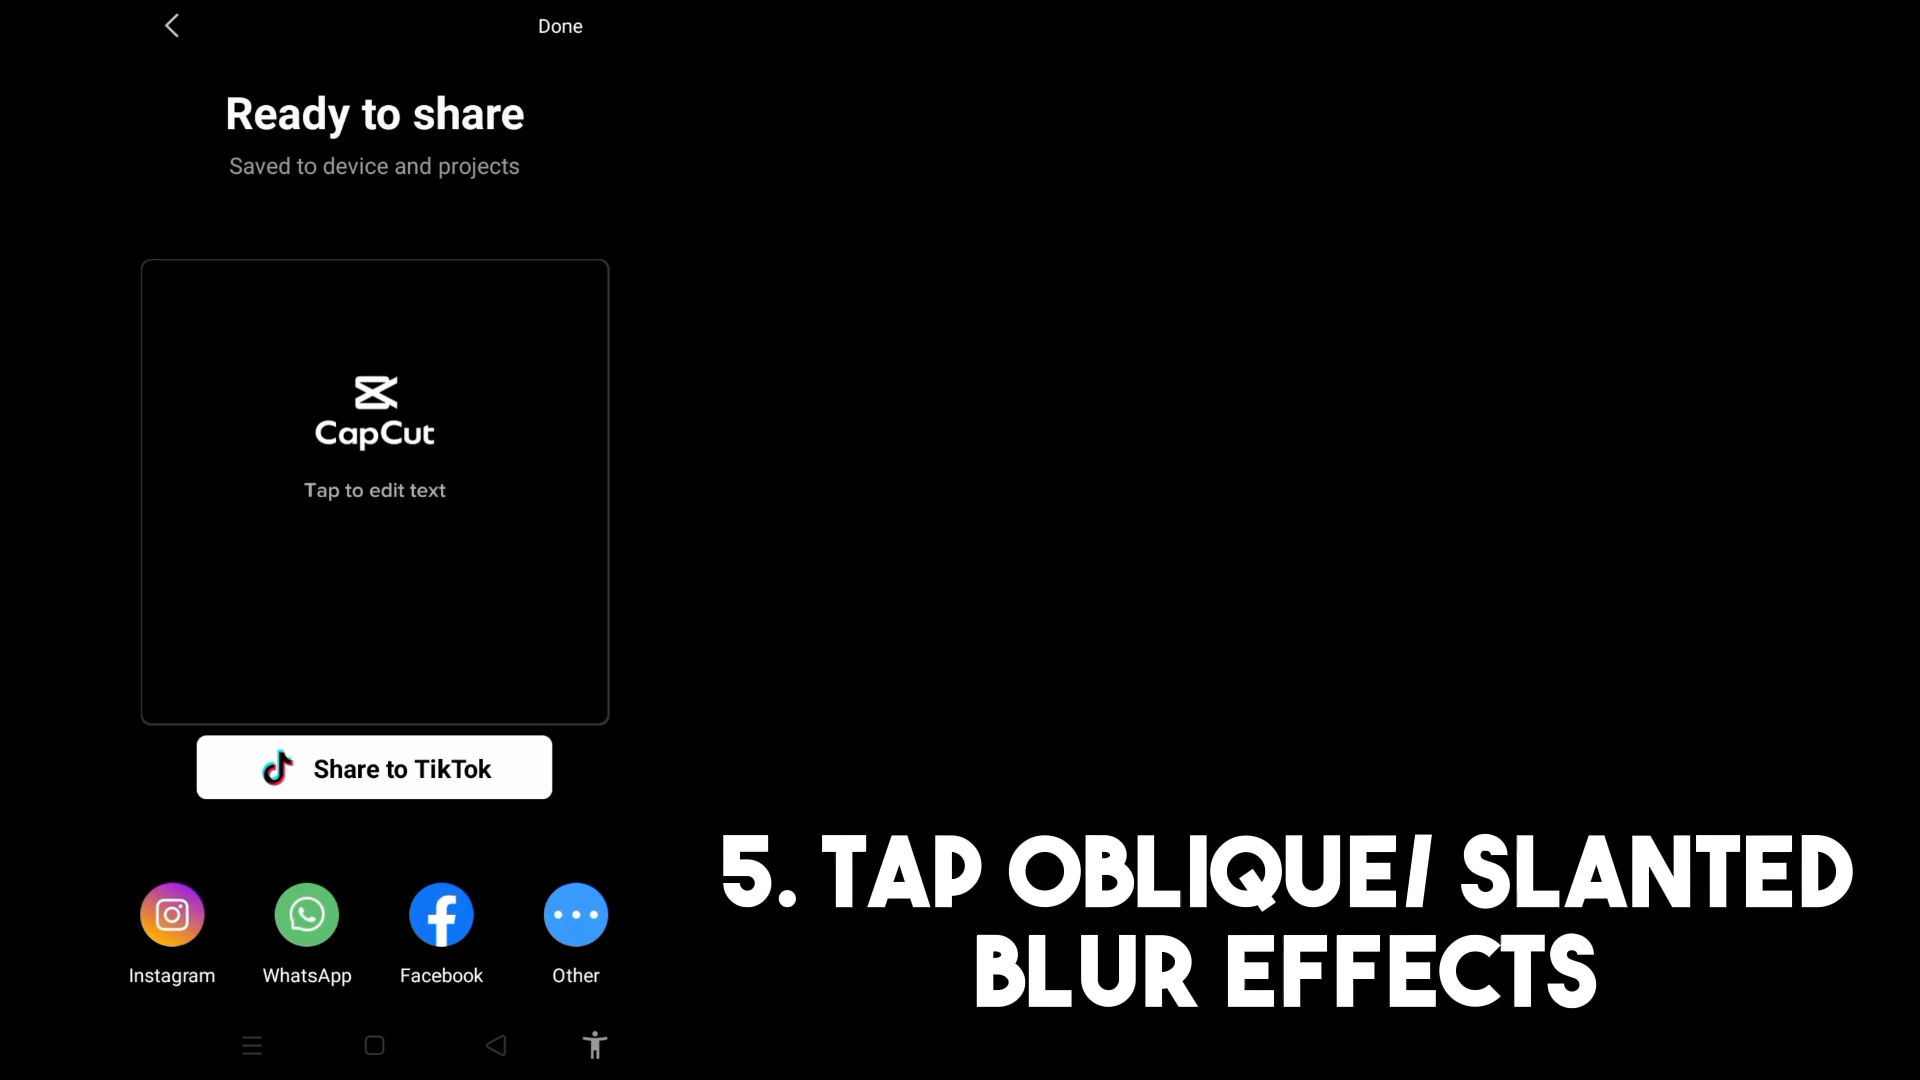 Done
Ready to share
Saved to device and projects
CapCut
Tap to edit text
Share to TikTok
Instagram WhatsApp Facebook Other
5. TAP OBLIQUE/ SLANTED
BLUR EFFECTS